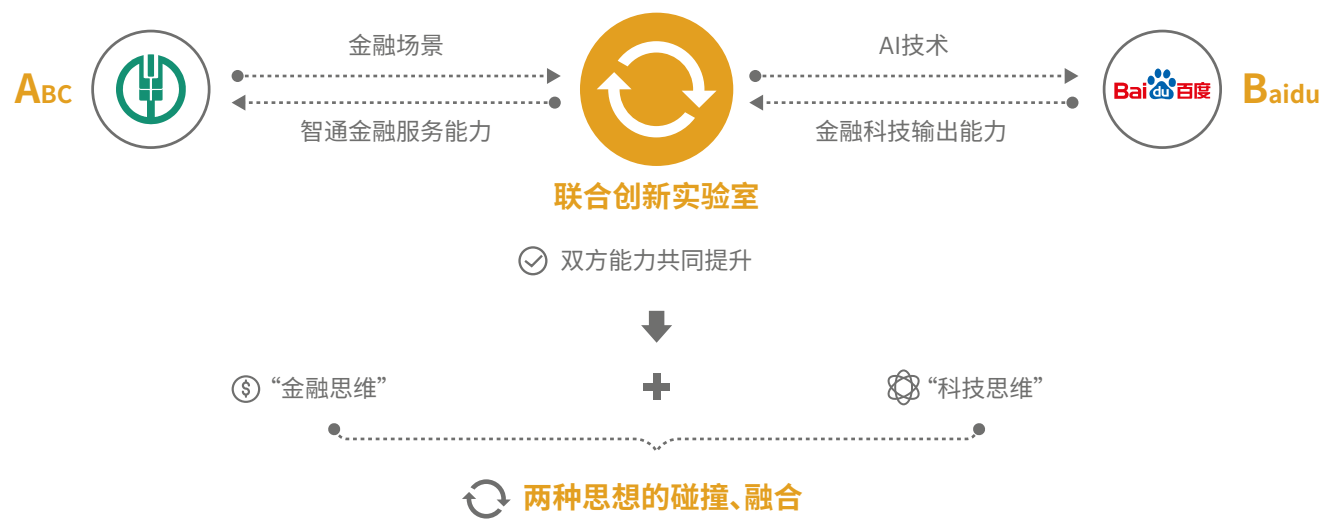 金融场景
AI技术
ABC
Bai du 百度
Baidu
智通金融服务能力
金融科技输出能力
联合创新实验室
双方能力共同提升
“金融思维”
“科技思维”
两种思想的碰撞、融合